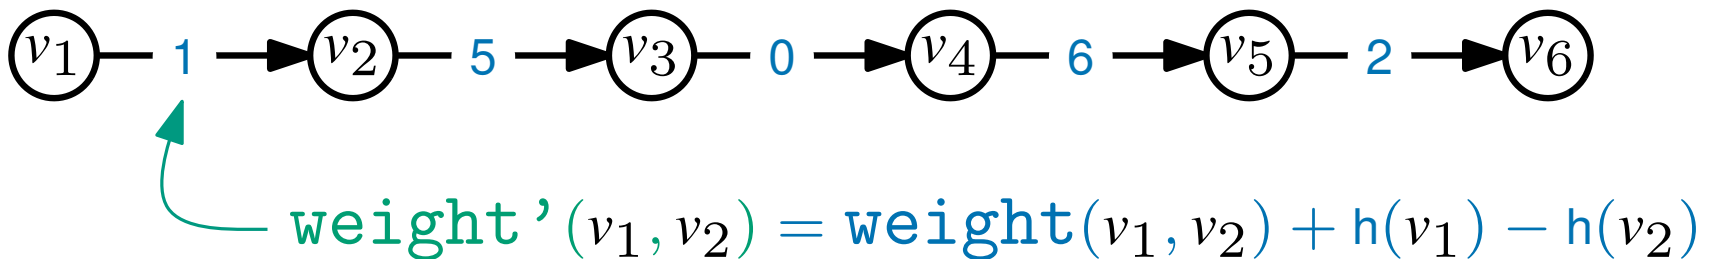 v1 1 v2 5 v3 0 v4 6 v5 2 v6
weight'(v1, v2) = weight(v1, v2) + h(v1) − h(v2)